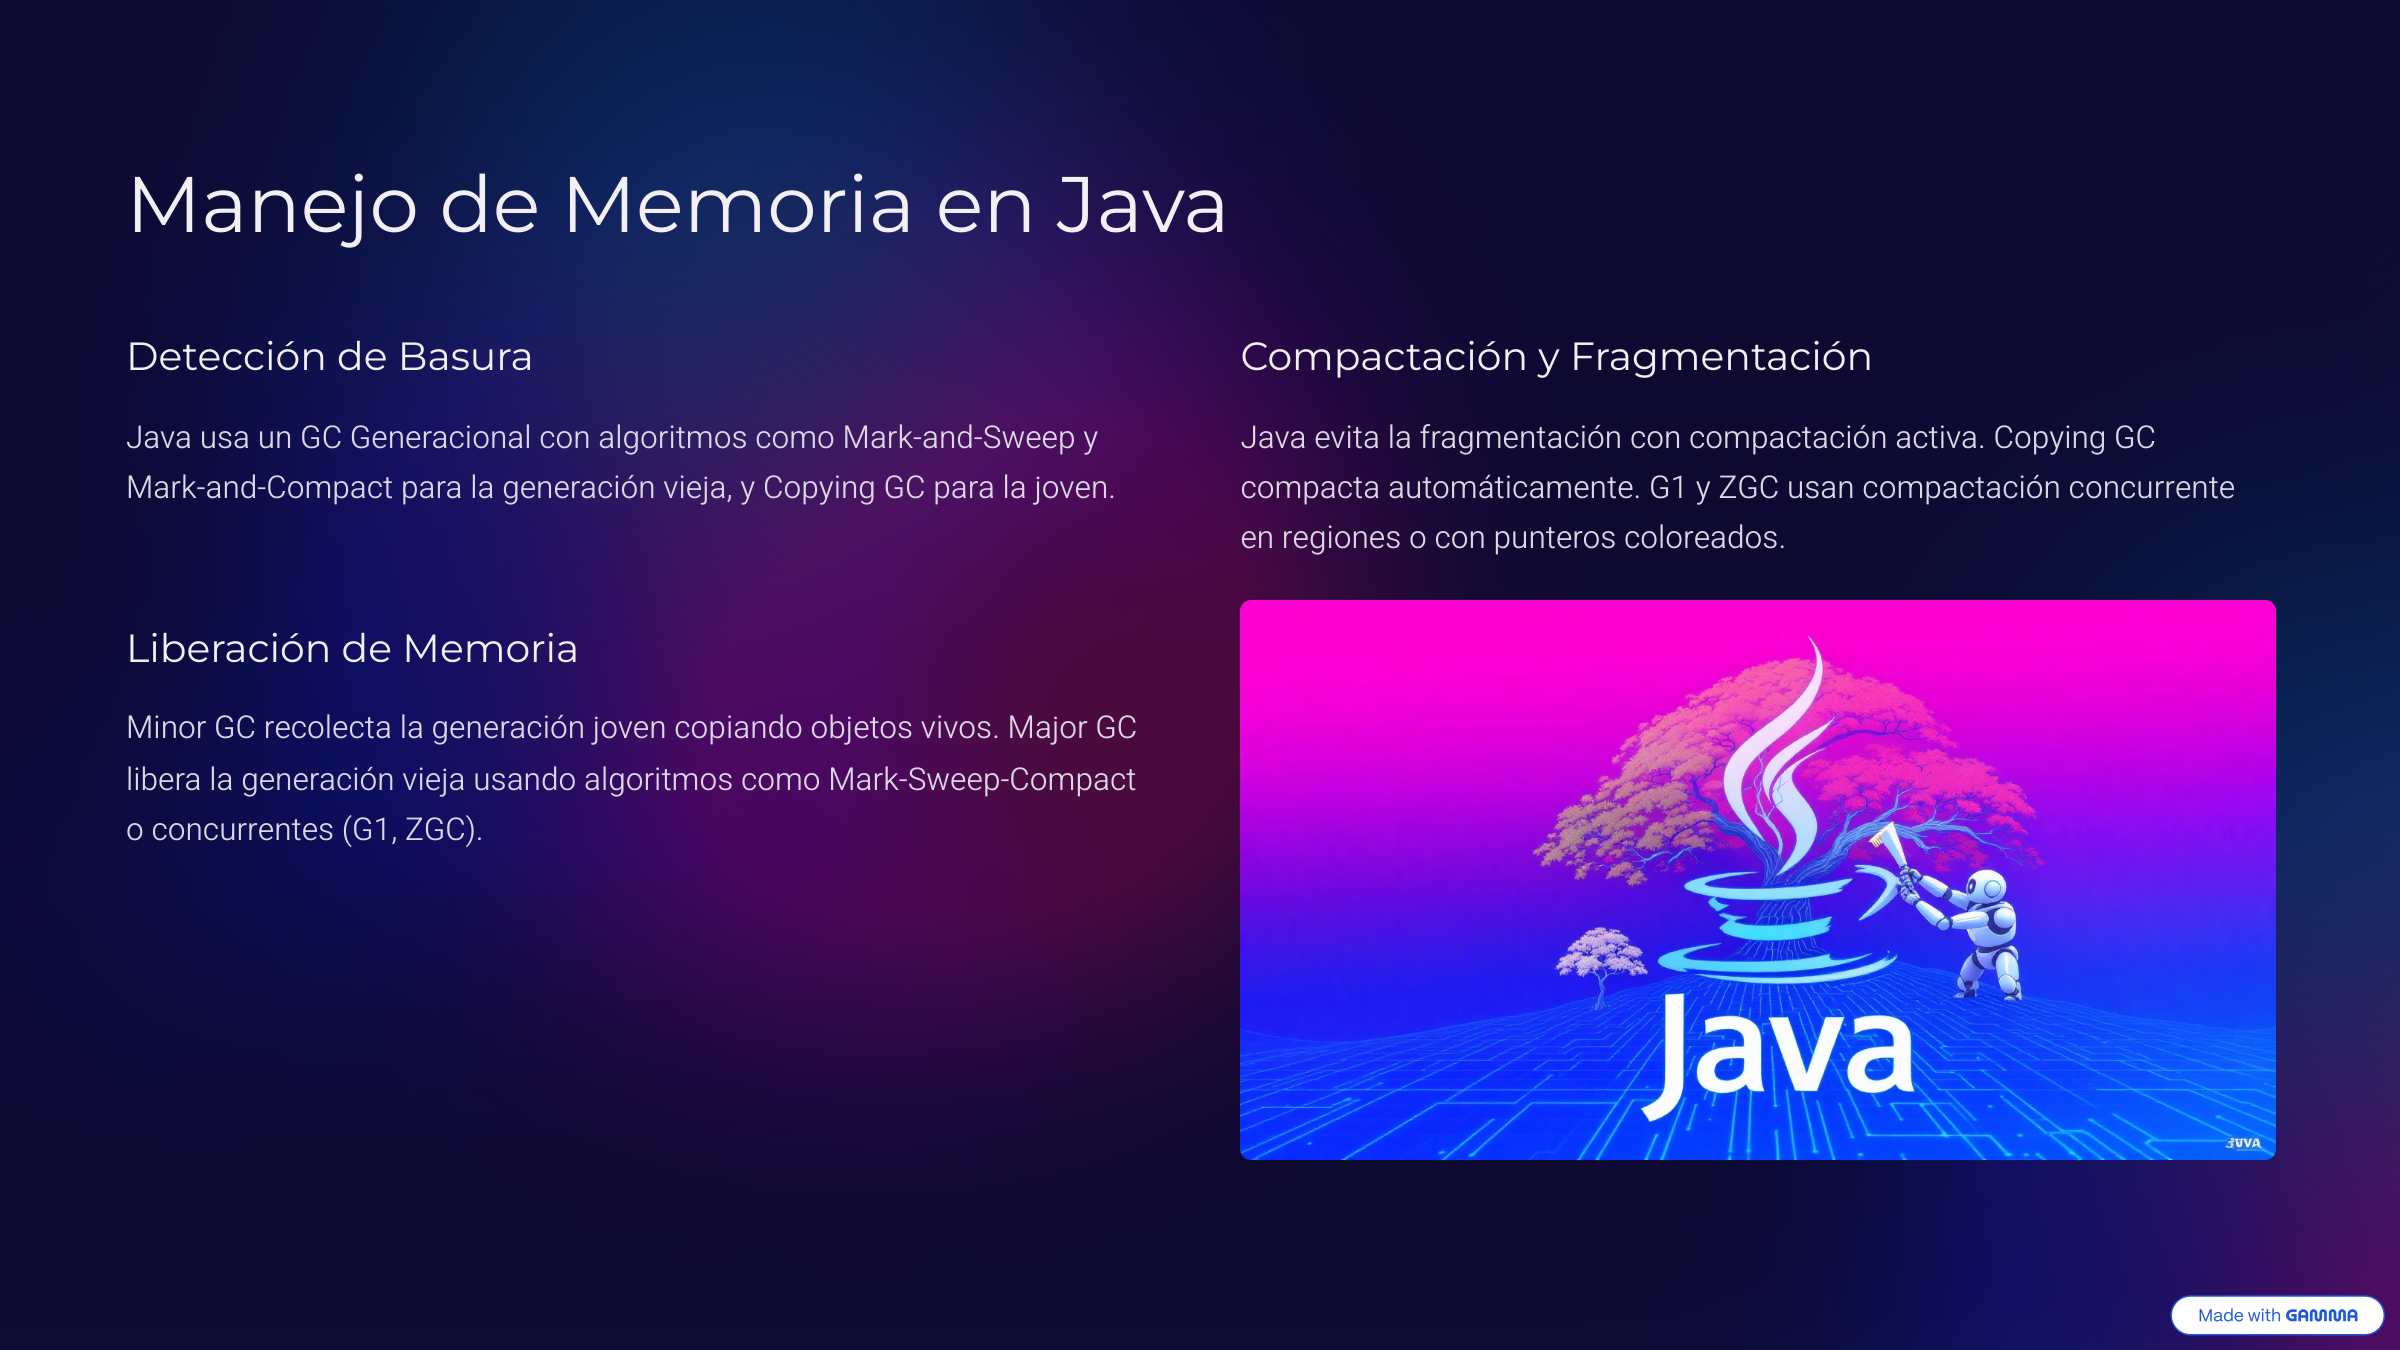 Manejo de Memoria en Java
Detección de Basura
Java usa un GC Generacional con algoritmos como Mark-and-Sweep y
Mark-and-Compact para la generación vieja, y Copying GC para la joven.
Liberación de Memoria
Minor GC recolecta la generación joven copiando objetos vivos. Major GC
libera la generación vieja usando algoritmos como Mark-Sweep-Compact
o concurrentes (G1, ZGC).
Compactación y Fragmentación
Java evita la fragmentación con compactación activa. Copying GC
compacta automáticamente. G1 y ZGC usan compactación concurrente
en regiones o con punteros coloreados.
Java
Made with GAMMA